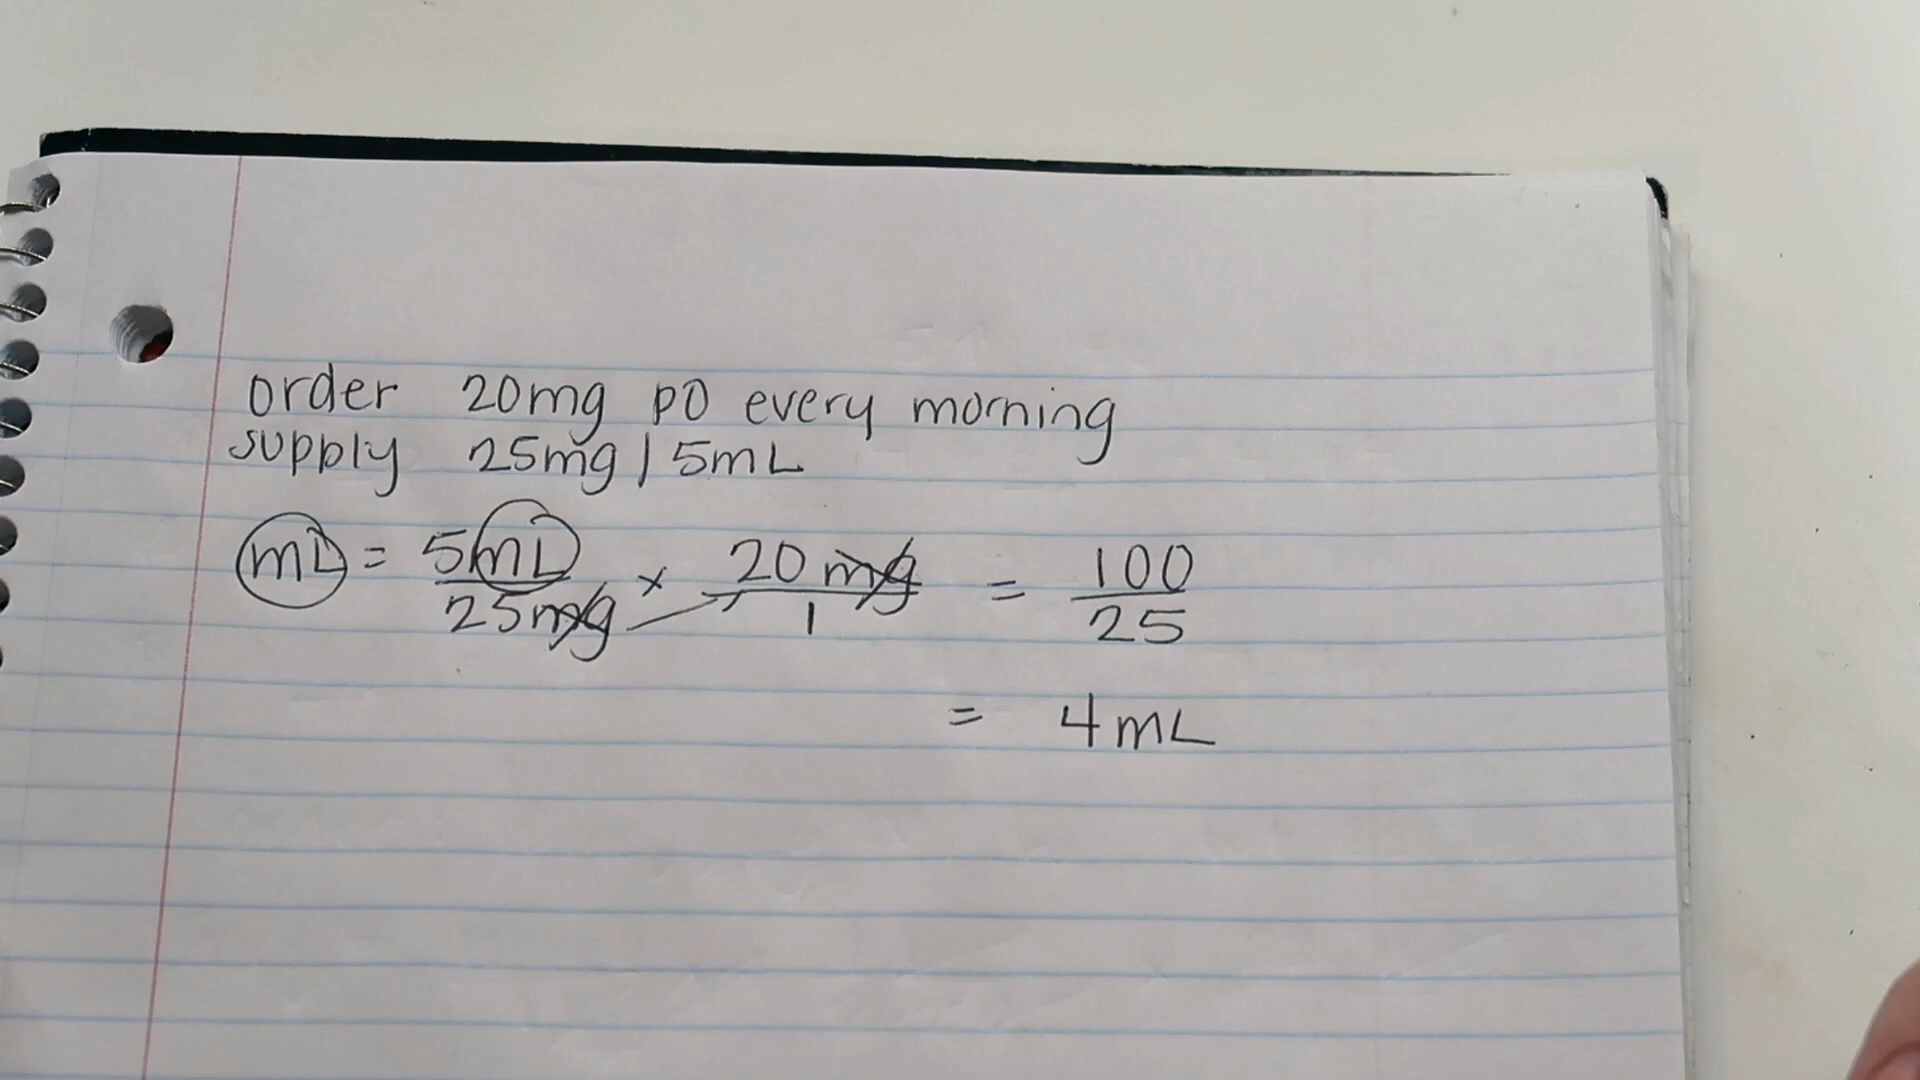 order 20mg po every morning
supply 25mg/5mL
mL = 5mL/25mg × 20mg/1 = 100/25
= 4mL